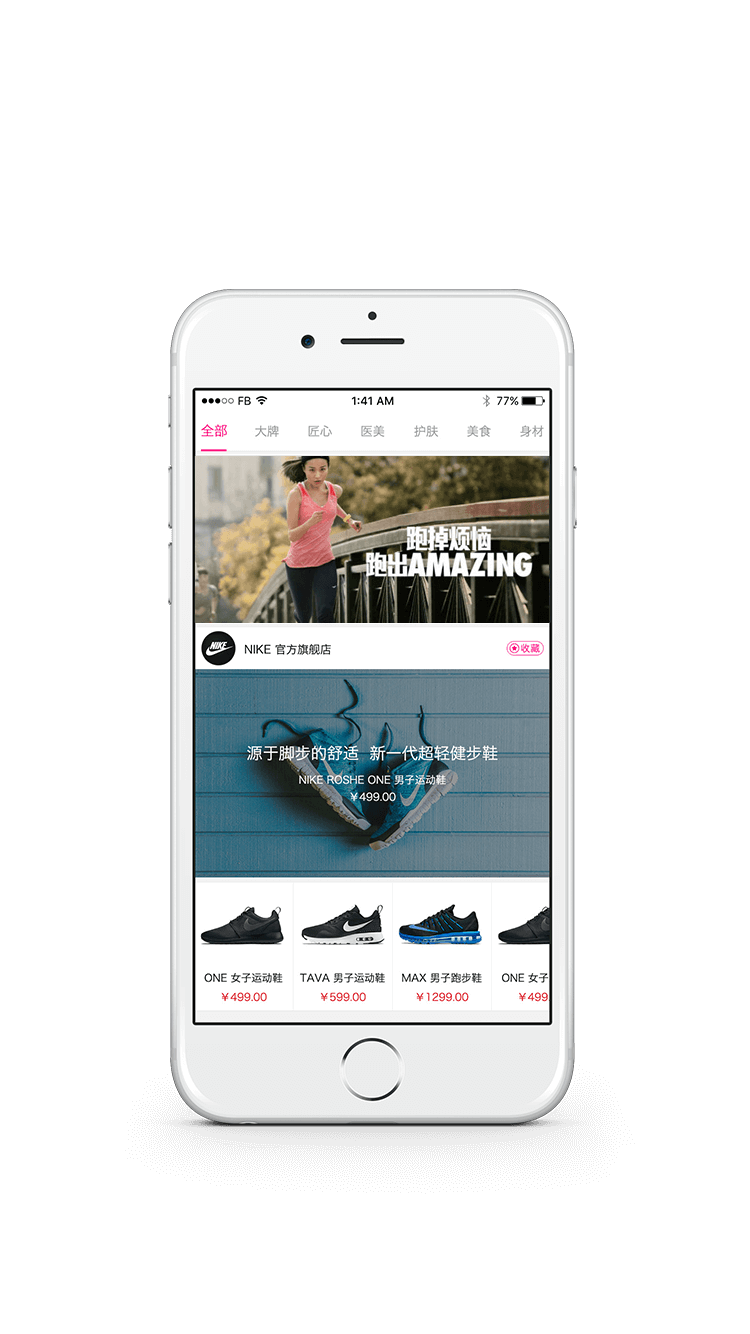 FB 1:41 AM 77%
全部 大牌 匠心 医美 护肤 美食 身材
跑掉烦恼
跑出AMAZING
NIKE NIKE 官方旗舰店 收藏
源于脚步的舒适 新一代超轻健步鞋
NIKE ROSHE ONE 男子运动鞋
￥499.00
ONE 女子运动鞋 TAVA 男子运动鞋 MAX 男子跑步鞋 ONE 女子
￥499.00 ￥599.00 ￥1299.00 ￥499